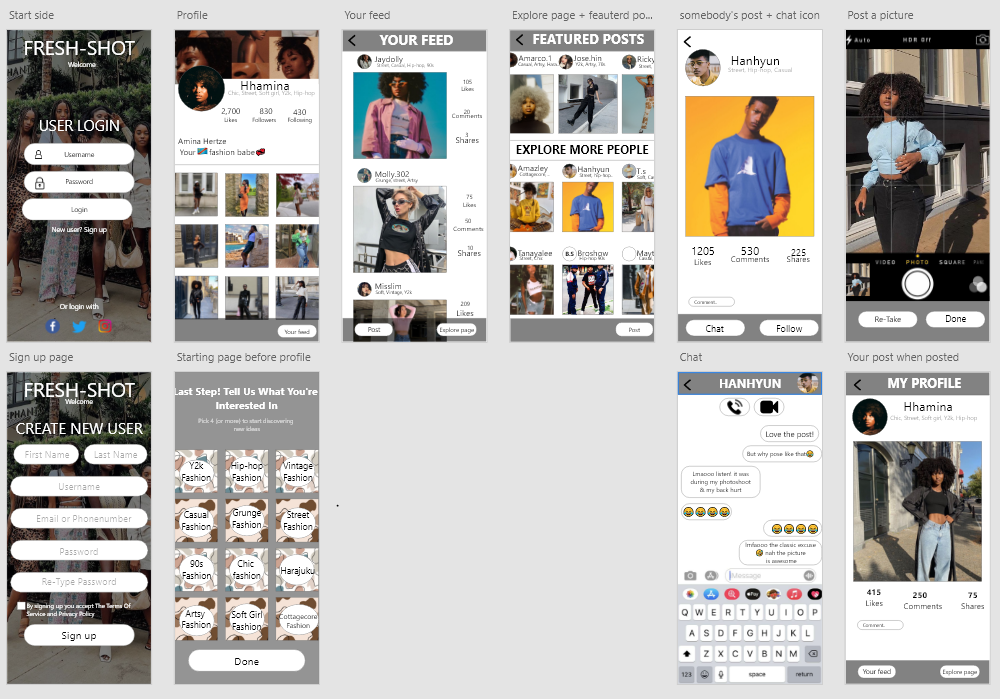 Start side
FRESH-SHOT
Welcome
USER LOGIN
Username
Password
Login
New user? Sign up
Or login with
Profile
Hhamina
Chic, Street, Soft girl, Y2k, Hip-hop
2,700
Likes
830
Followers
430
Following
Amina Hertze
Your 🇨🇩 fashion babe
Your feed
Your feed
YOUR FEED
Jaydolly
Street, Casual, Hip-hop, 90s
105
Likes
20
Comments
3
Shares
Molly.302
Grunge, street, Artsy
75
Likes
50
Comments
10
Shares
Misslim
Soft, Vintage, Y2k
209
Likes
Post
Explore page
Explore page + feauterd po...
FEATURED POSTS
Amarco.1
Casual, Artsy, Hara
Jose.hin
Y2k, Artsy, 70s
Ricky
Street,
EXPLORE MORE PEOPLE
Amazley
Cottagecore,
Hanhyun
Street, hip-hop,
T.s
Soft, Ca
Tanayalee
Street, Chic
B.S
Broshow
Hip-hop 90s
Mayt
Casual,
Post
somebody's post + chat icon
Hanhyun
Street, Hip-hop, Casual
1205
Likes
530
Comments
225
Shares
Comment..
Chat
Follow
Post a picture
Auto
HDR Off
VIDEO
PHOTO
SQUARE
Re-Take
Done
Sign up page
FRESH-SHOT
Welcome
CREATE NEW USER
First Name
Last Name
Username
Email or Phonenumber
Password
Re-Type Password
By signing up you accept The Terms Of
Service and Privacy Policy
Sign up
Starting page before profile
Last Step! Tell Us What You're
Interested In
Pick 4 (or more) to start discovering
new ideas
Y2k
Fashion
Hip-hop
Fashion
Vintage
Fashion
Casual
Fashion
Grunge
Fashion
Street
Fashion
90s
Fashion
Chic
fashion
Harajuku
Artsy
Fashion
Soft Girl
Fashion
Cottagecore
Fashion
Done
Chat
HANHYUN
Love the post!
But why pose like that😂
Lmaooo listen! it was
during my photoshoot
& my back hurt
😂😂😂😂
😂😂😂😂
lmfaooo the classic excuse
😂 nah the picture
is awesome
iMessage
Pay
Q W E R T Y U I O P
A S D F G H J K L
Z X C V B N M
123
space
return
Your post when posted
MY PROFILE
Hhamina
Chic, Street, Soft girl, Y2k, Hip hop
415
Likes
250
Comments
75
Shares
Comment..
Your feed
Explore page